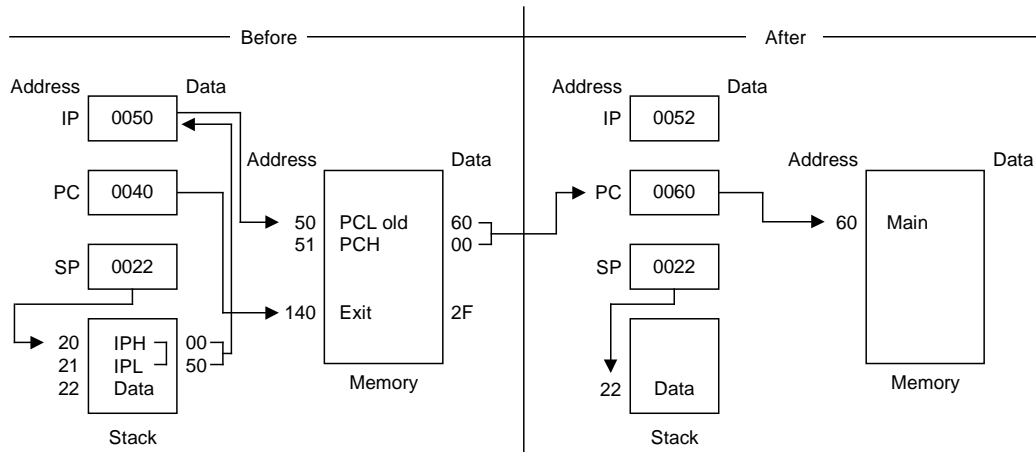 Before
After
Address Data
IP 0050
PC 0040
SP 0022
20 IPH 00
21 IPL 50
22 Data
Stack
Address Data
50 PCL old 60
51 PCH 00
140 Exit 2F
Memory
Address Data
IP 0052
PC 0060
SP 0022
22 Data
Stack
Address Data
60 Main
Memory